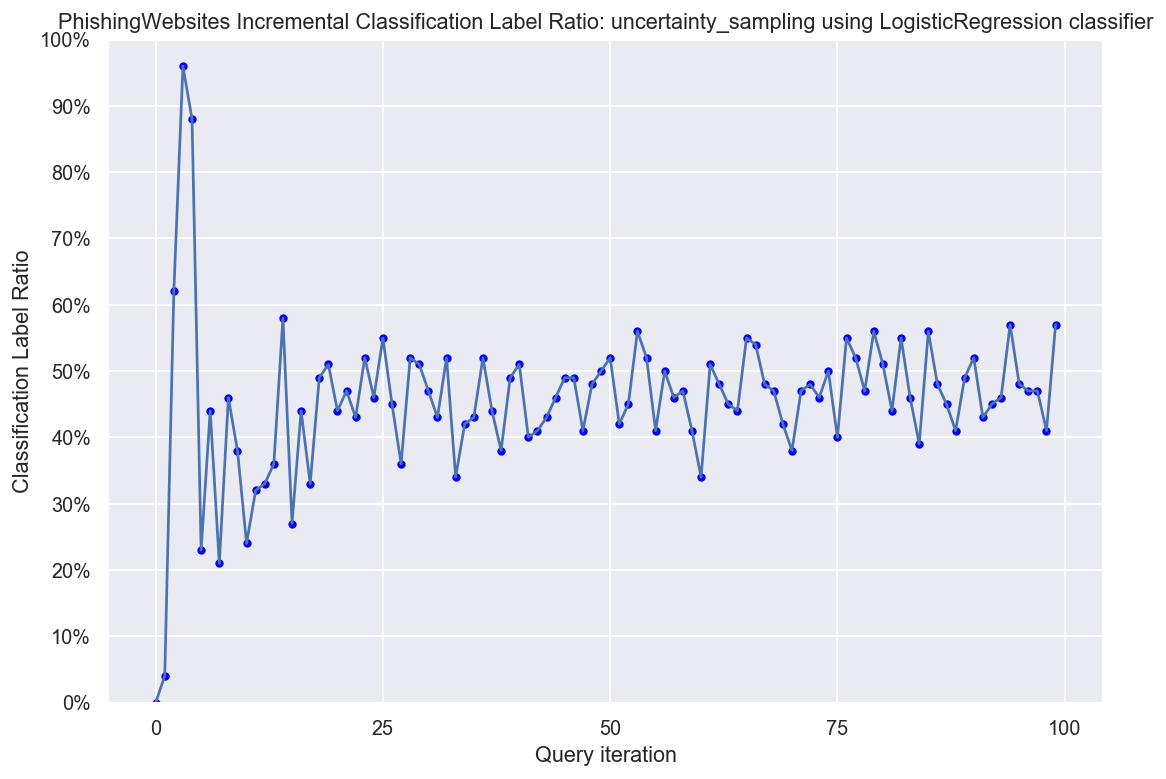 PhishingWebsites Incremental Classification Label Ratio: uncertainty_sampling using LogisticRegression classifier
100%
90%
80%
70%
60%
50%
40%
30%
20%
10%
0%
Classification Label Ratio
0 25 50 75 100
Query iteration